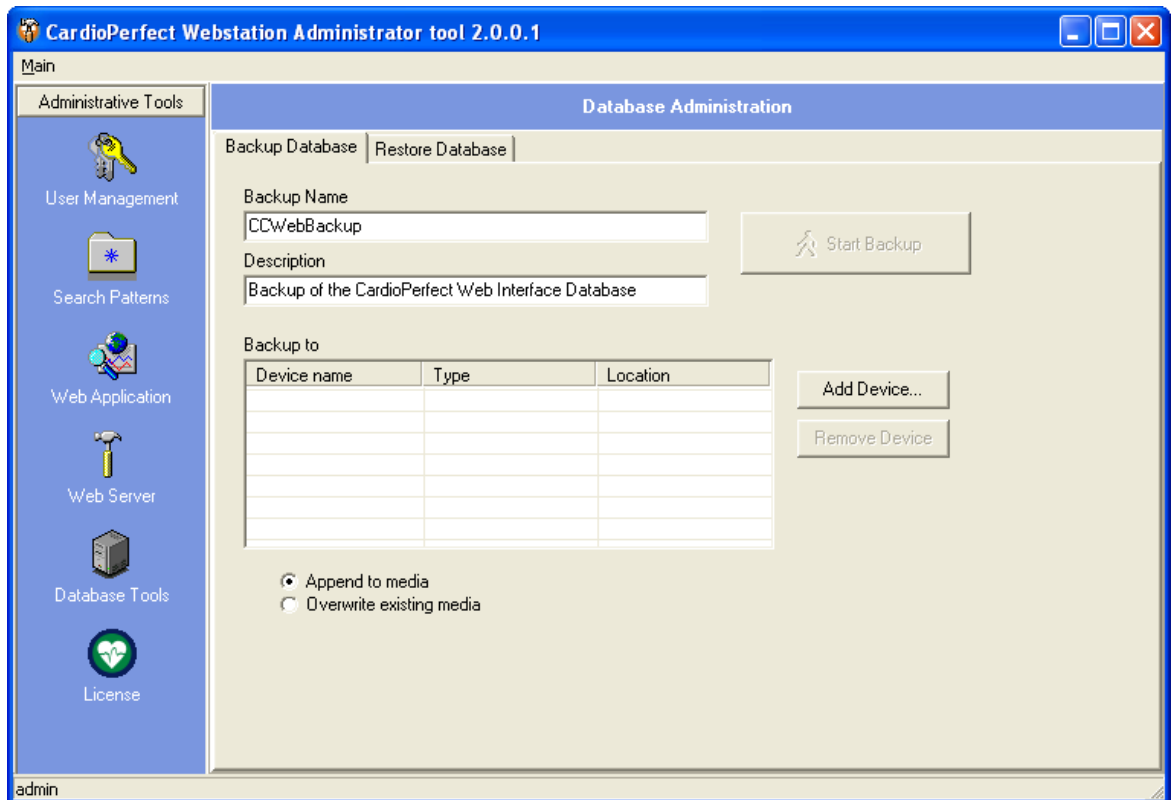 CardioPerfect Webstation Administrator tool 2.0.0.1
Main
Administrative Tools
User Management
Search Patterns
Web Application
Web Server
Database Tools
License
Database Administration
Backup Database
Restore Database
Backup Name
CCWebBackup
Start Backup
Description
Backup of the CardioPerfect Web Interface Database
Backup to
Device name Type Location
Add Device...
Remove Device
Append to media
Overwrite existing media
admin